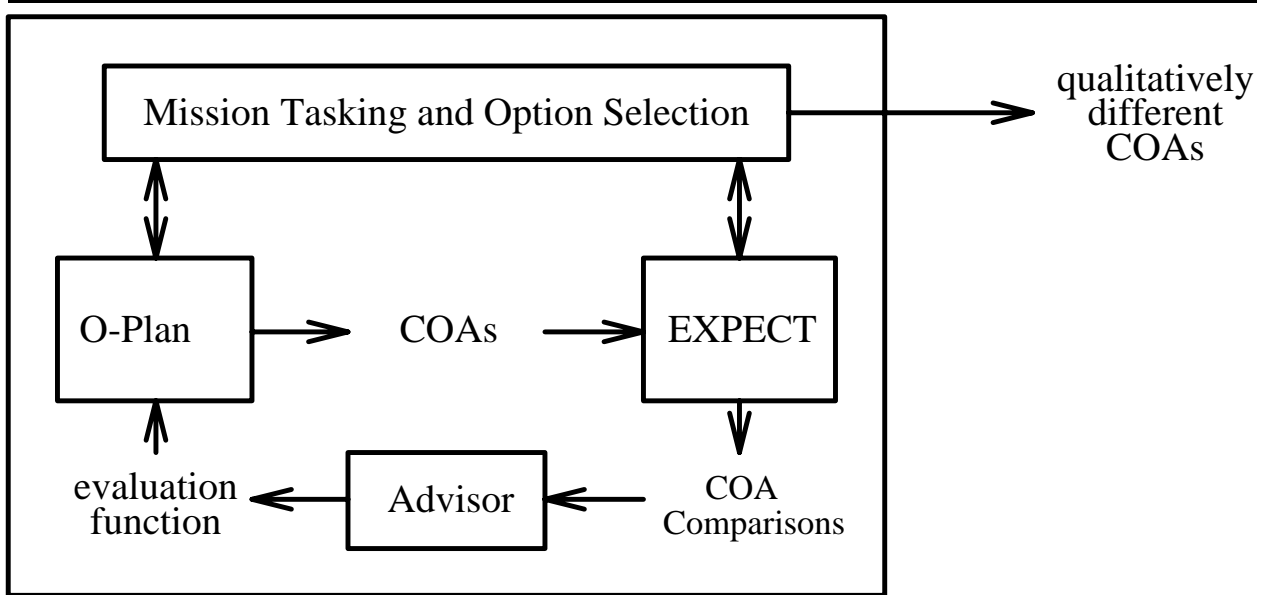 Mission Tasking and Option Selection
qualitatively
different
COAs
O-Plan
COAs
EXPECT
evaluation
function
Advisor
COA
Comparisons